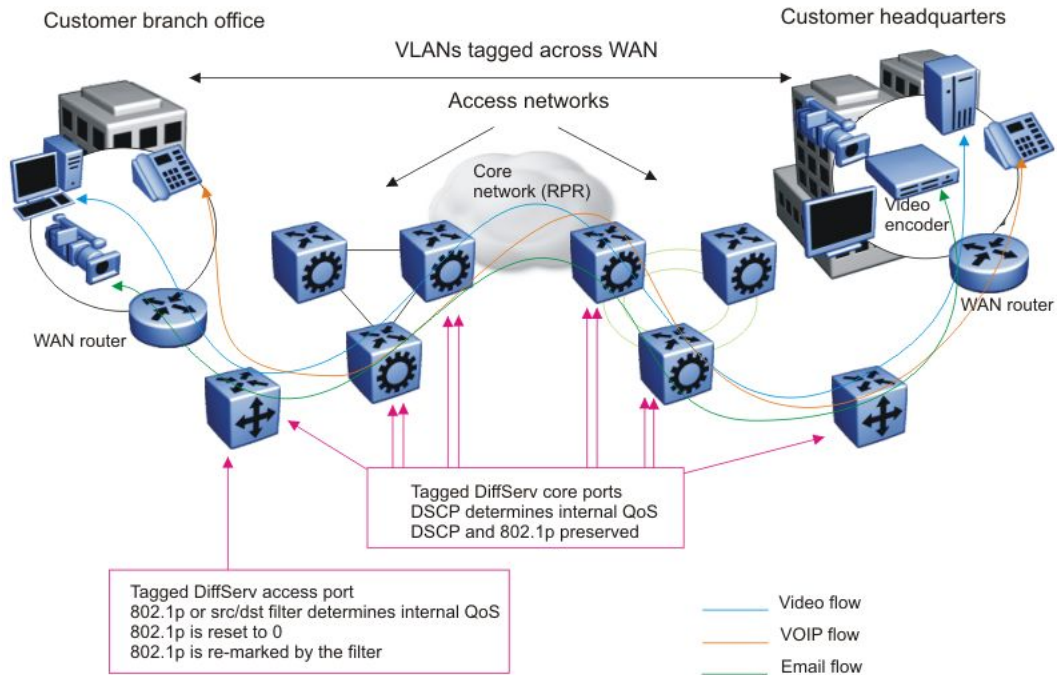 Customer branch office
Customer headquarters
VLANs tagged across WAN
Access networks
Core
network (RPR)
Video
encoder
WAN router
WAN router
Tagged DiffServ core ports
DSCP determines internal QoS
DSCP and 802.1p preserved
Tagged DiffServ access port
802.1p or src/dst filter determines internal QoS
802.1p is reset to 0
802.1p is re-marked by the filter
Video flow
VOIP flow
Email flow